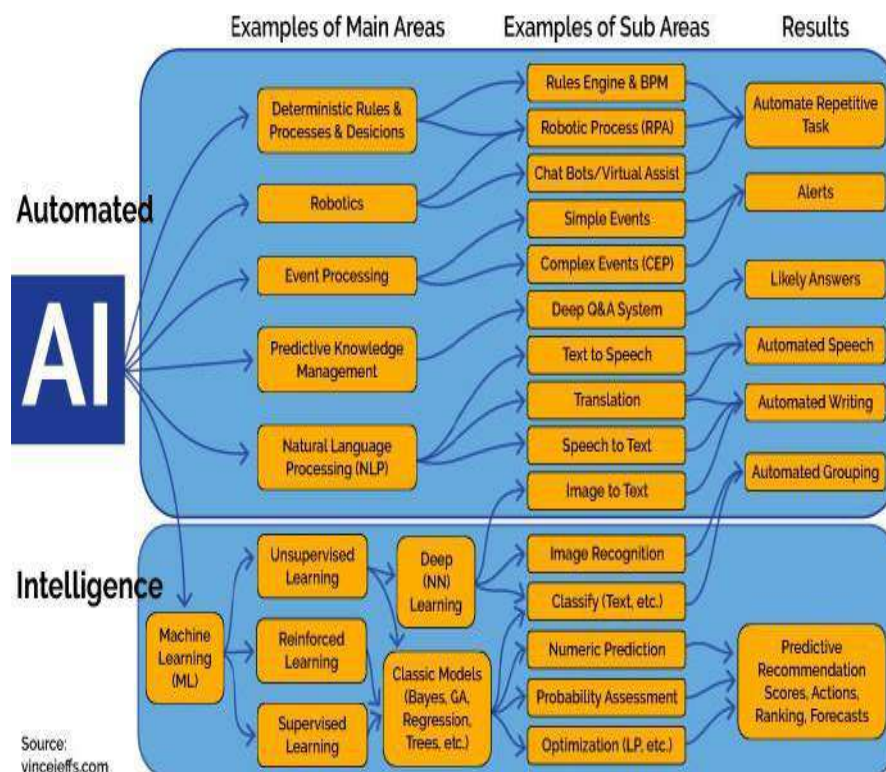 Examples of Main Areas
Examples of Sub Areas
Results
Automated
AI
Deterministic Rules &
Processes & Desicions
Robotics
Event Processing
Predictive Knowledge
Management
Natural Language
Processing (NLP)
Rules Engine & BPM
Robotic Process (RPA)
Chat Bots/Virtual Assist
Simple Events
Complex Events (CEP)
Deep Q&A System
Text to Speech
Translation
Speech to Text
Image to Text
Automate Repetitive
Task
Alerts
Likely Answers
Automated Speech
Automated Writing
Automated Grouping
Intelligence
Machine
Learning
(ML)
Unsupervised
Learning
Reinforced
Learning
Supervised
Learning
Deep
(NN)
Learning
Classic Models
(Bayes, GA,
Regression,
Trees, etc.)
Image Recognition
Classify (Text, etc.)
Numeric Prediction
Probability Assessment
Optimization (LP, etc.)
Predictive
Recommendation
Scores, Actions,
Ranking, Forecasts
Source:
vincejeffs.com